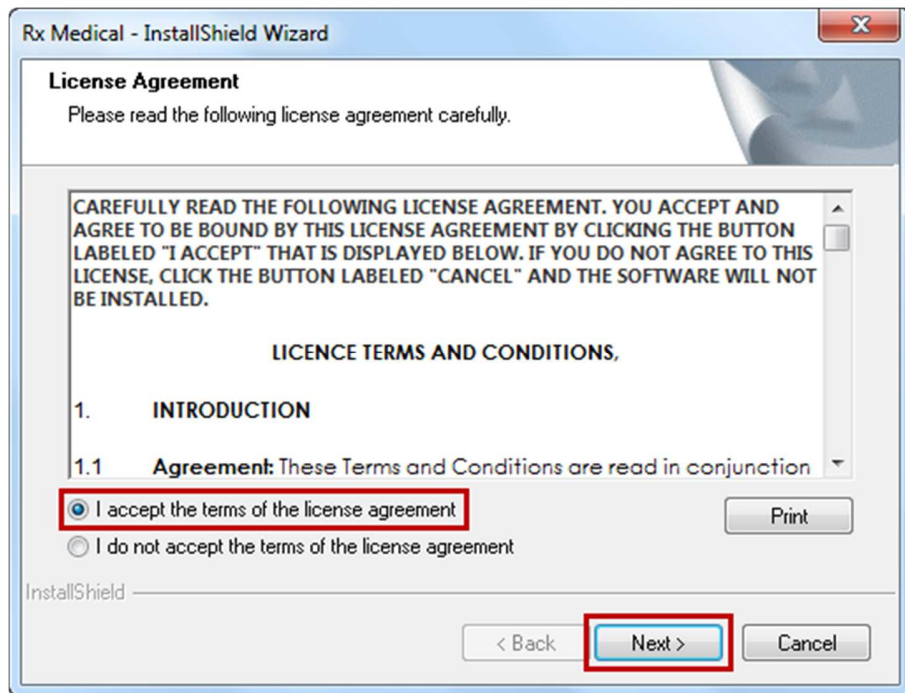 Rx Medical - InstallShield Wizard
License Agreement
Please read the following license agreement carefully.
CAREFULLY READ THE FOLLOWING LICENSE AGREEMENT. YOU ACCEPT AND
AGREE TO BE BOUND BY THIS LICENSE AGREEMENT BY CLICKING THE BUTTON
LABELED "I ACCEPT" THAT IS DISPLAYED BELOW. IF YOU DO NOT AGREE TO THIS
LICENSE, CLICK THE BUTTON LABELED "CANCEL" AND THE SOFTWARE WILL NOT
BE INSTALLED.
LICENCE TERMS AND CONDITIONS,
1. INTRODUCTION
1.1 Agreement: These Terms and Conditions are read in conjunction
I accept the terms of the license agreement
Print
I do not accept the terms of the license agreement
InstallShield
< Back Next > Cancel